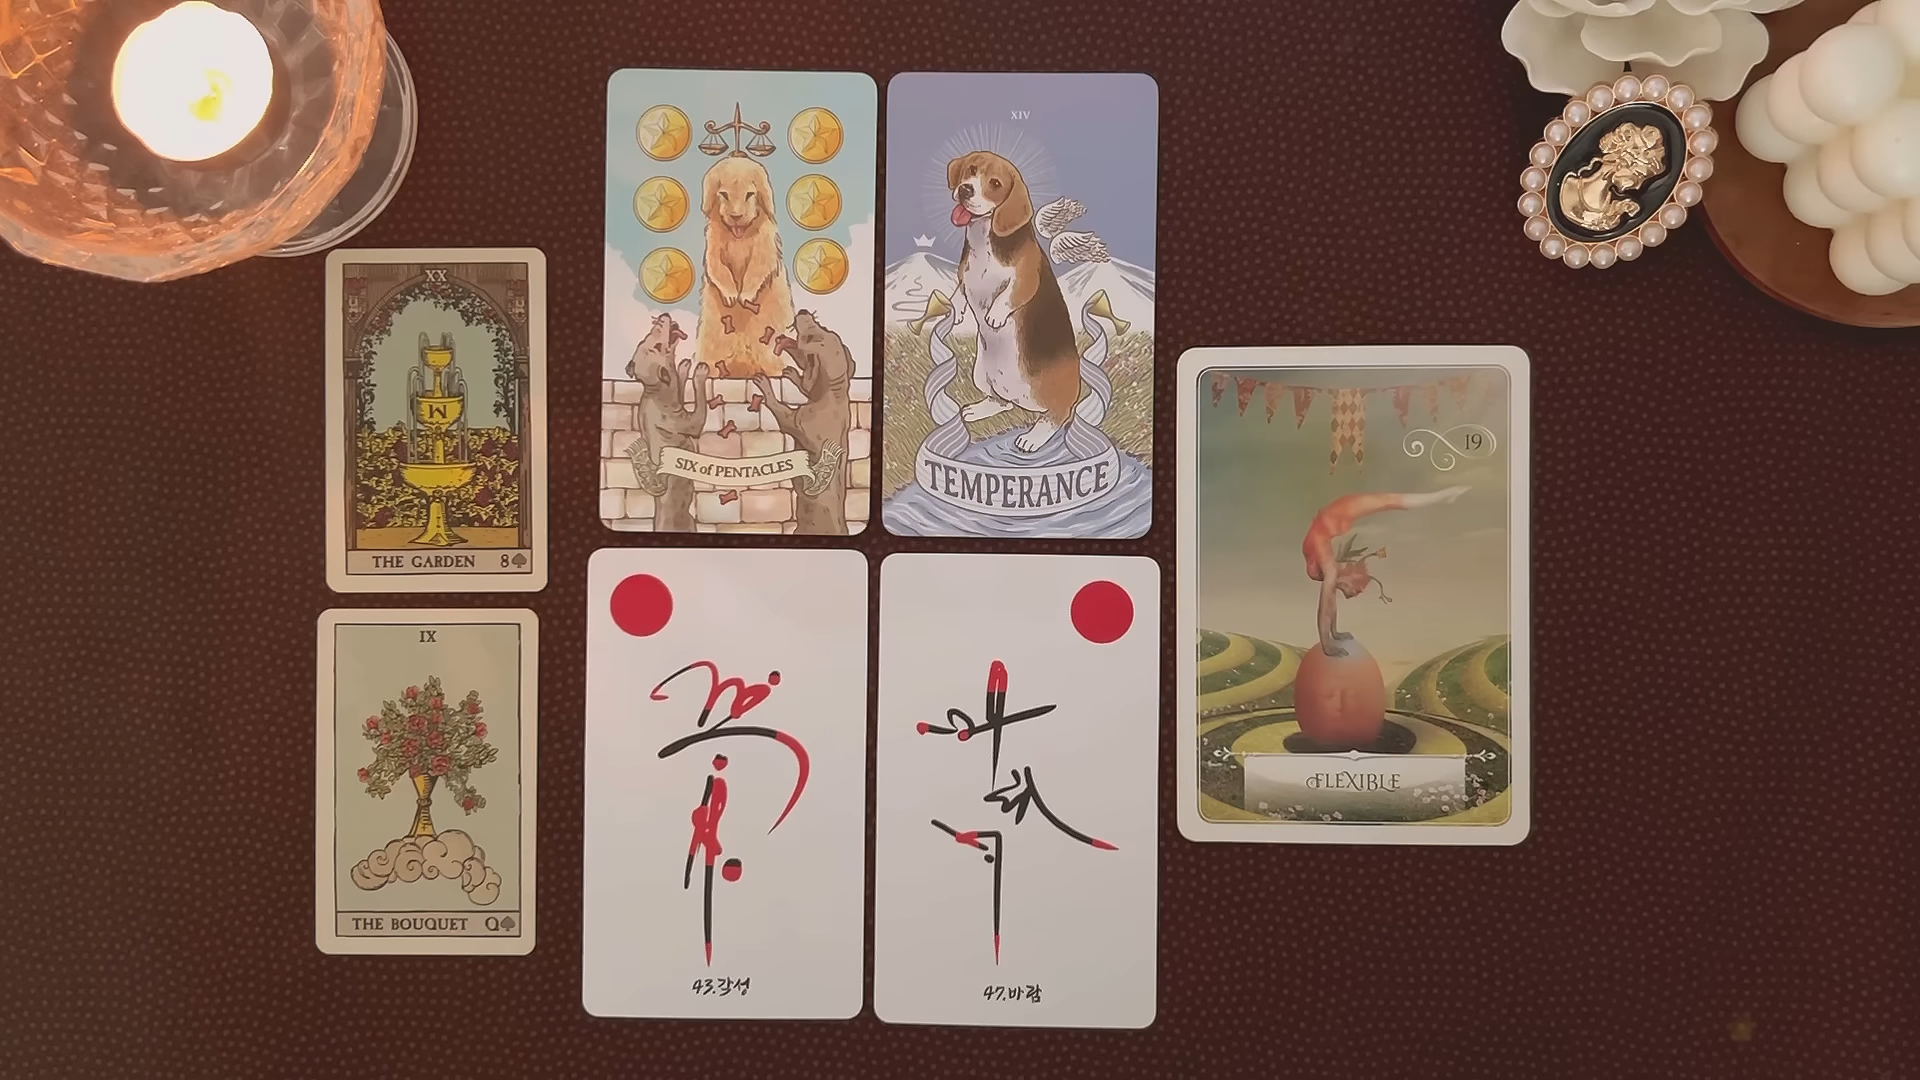 XX
THE GARDEN 8♠
IX
THE BOUQUET Q♠
SIX of PENTACLES
XIV
TEMPERANCE
43.각성
47.바람
19
FLEXIBLE